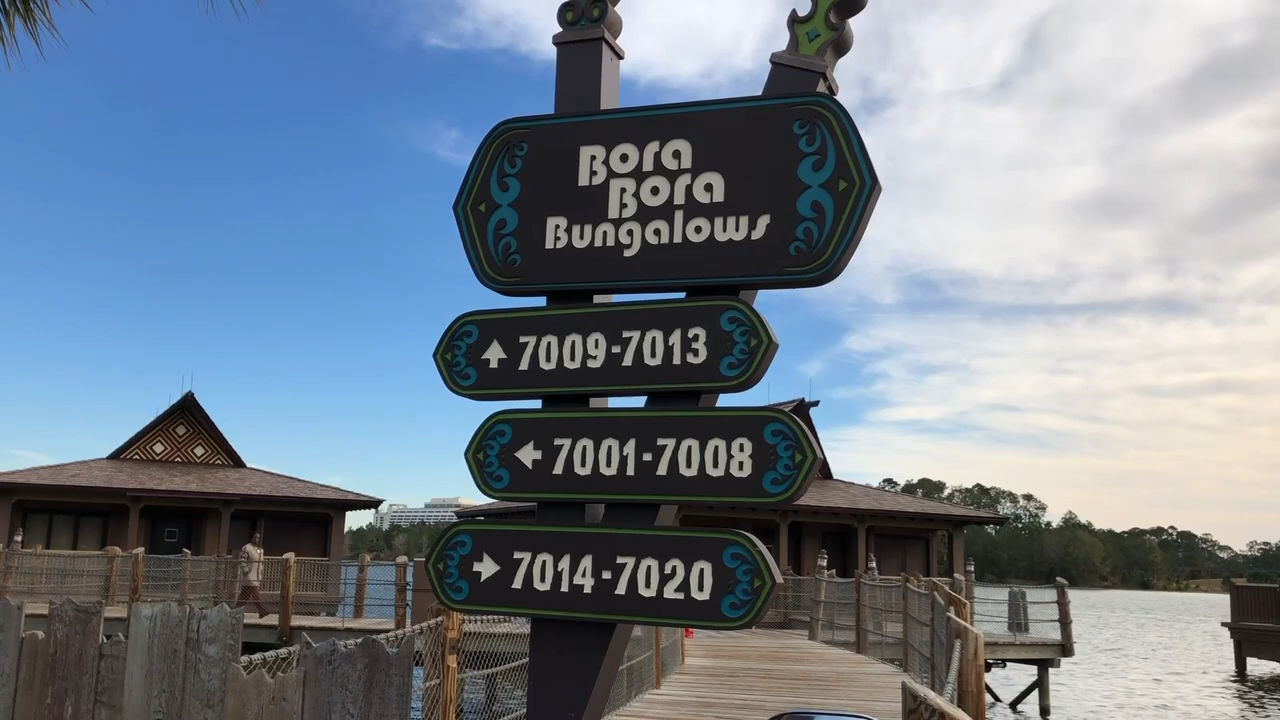 Bora
Bora
Bungalows
↑ 7009-7013
← 7001-7008
→ 7014-7020